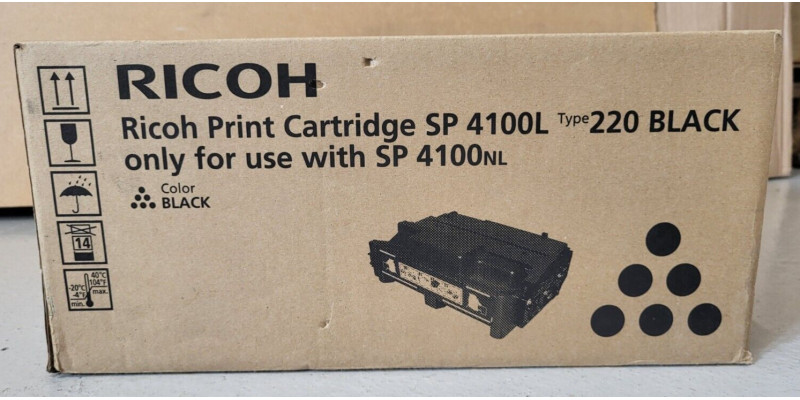 RICOH
Ricoh Print Cartridge SP 4100L Type 220 BLACK
only for use with SP 4100NL
Color
BLACK
14
40°C
104°F
max.
-20°C
-4°F
min.